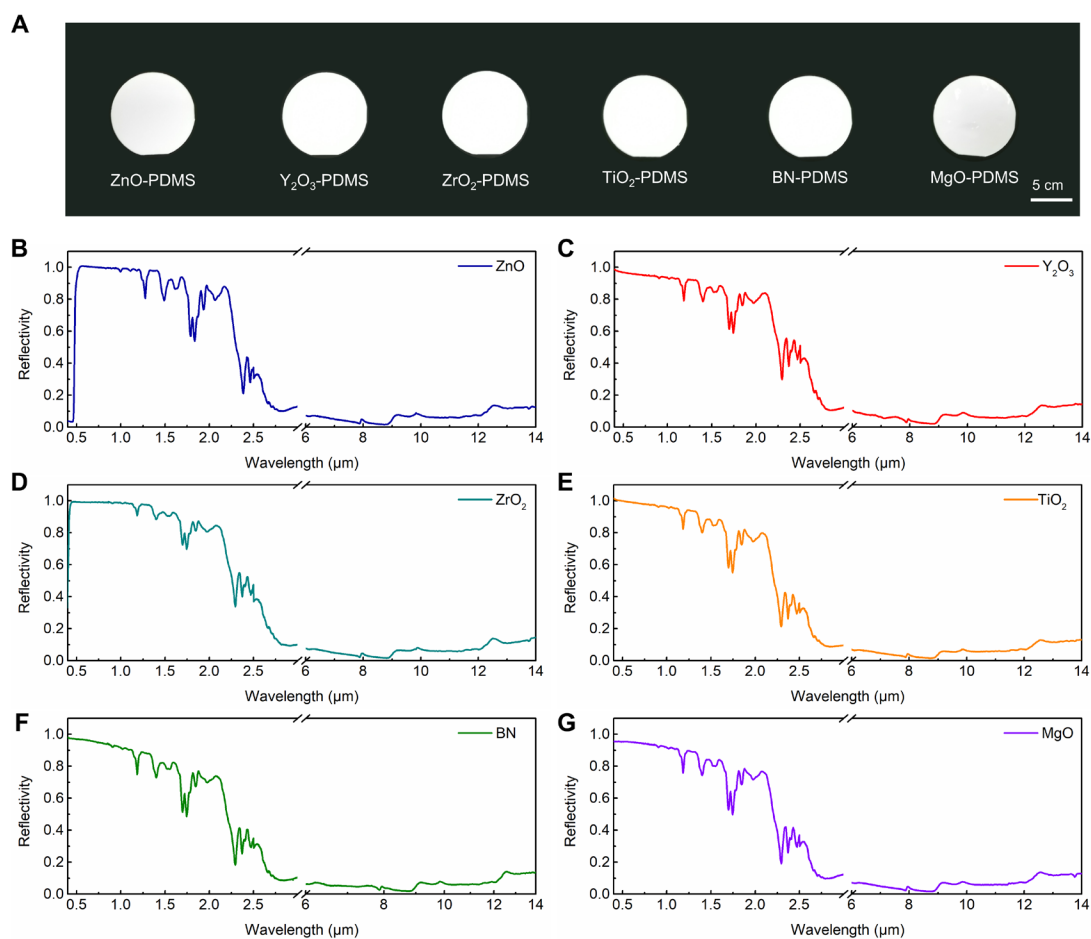 A
ZnO-PDMS
Y₂O₃-PDMS
ZrO₂-PDMS
TiO₂-PDMS
BN-PDMS
MgO-PDMS
5 cm
B
ZnO
Reflectivity
1.0
0.8
0.6
0.4
0.2
0.0
0.5 1.0 1.5 2.0 2.5 6 8 10 12 14
Wavelength (μm)
C
Y₂O₃
Reflectivity
1.0
0.8
0.6
0.4
0.2
0.0
0.5 1.0 1.5 2.0 2.5 6 8 10 12 14
Wavelength (μm)
D
ZrO₂
Reflectivity
1.0
0.8
0.6
0.4
0.2
0.0
0.5 1.0 1.5 2.0 2.5 6 8 10 12 14
Wavelength (μm)
E
TiO₂
Reflectivity
1.0
0.8
0.6
0.4
0.2
0.0
0.5 1.0 1.5 2.0 2.5 6 8 10 12 14
Wavelength (μm)
F
BN
Reflectivity
1.0
0.8
0.6
0.4
0.2
0.0
0.5 1.0 1.5 2.0 2.5 6 8 10 12 14
Wavelength (μm)
G
MgO
Reflectivity
1.0
0.8
0.6
0.4
0.2
0.0
0.5 1.0 1.5 2.0 2.5 6 8 10 12 14
Wavelength (μm)